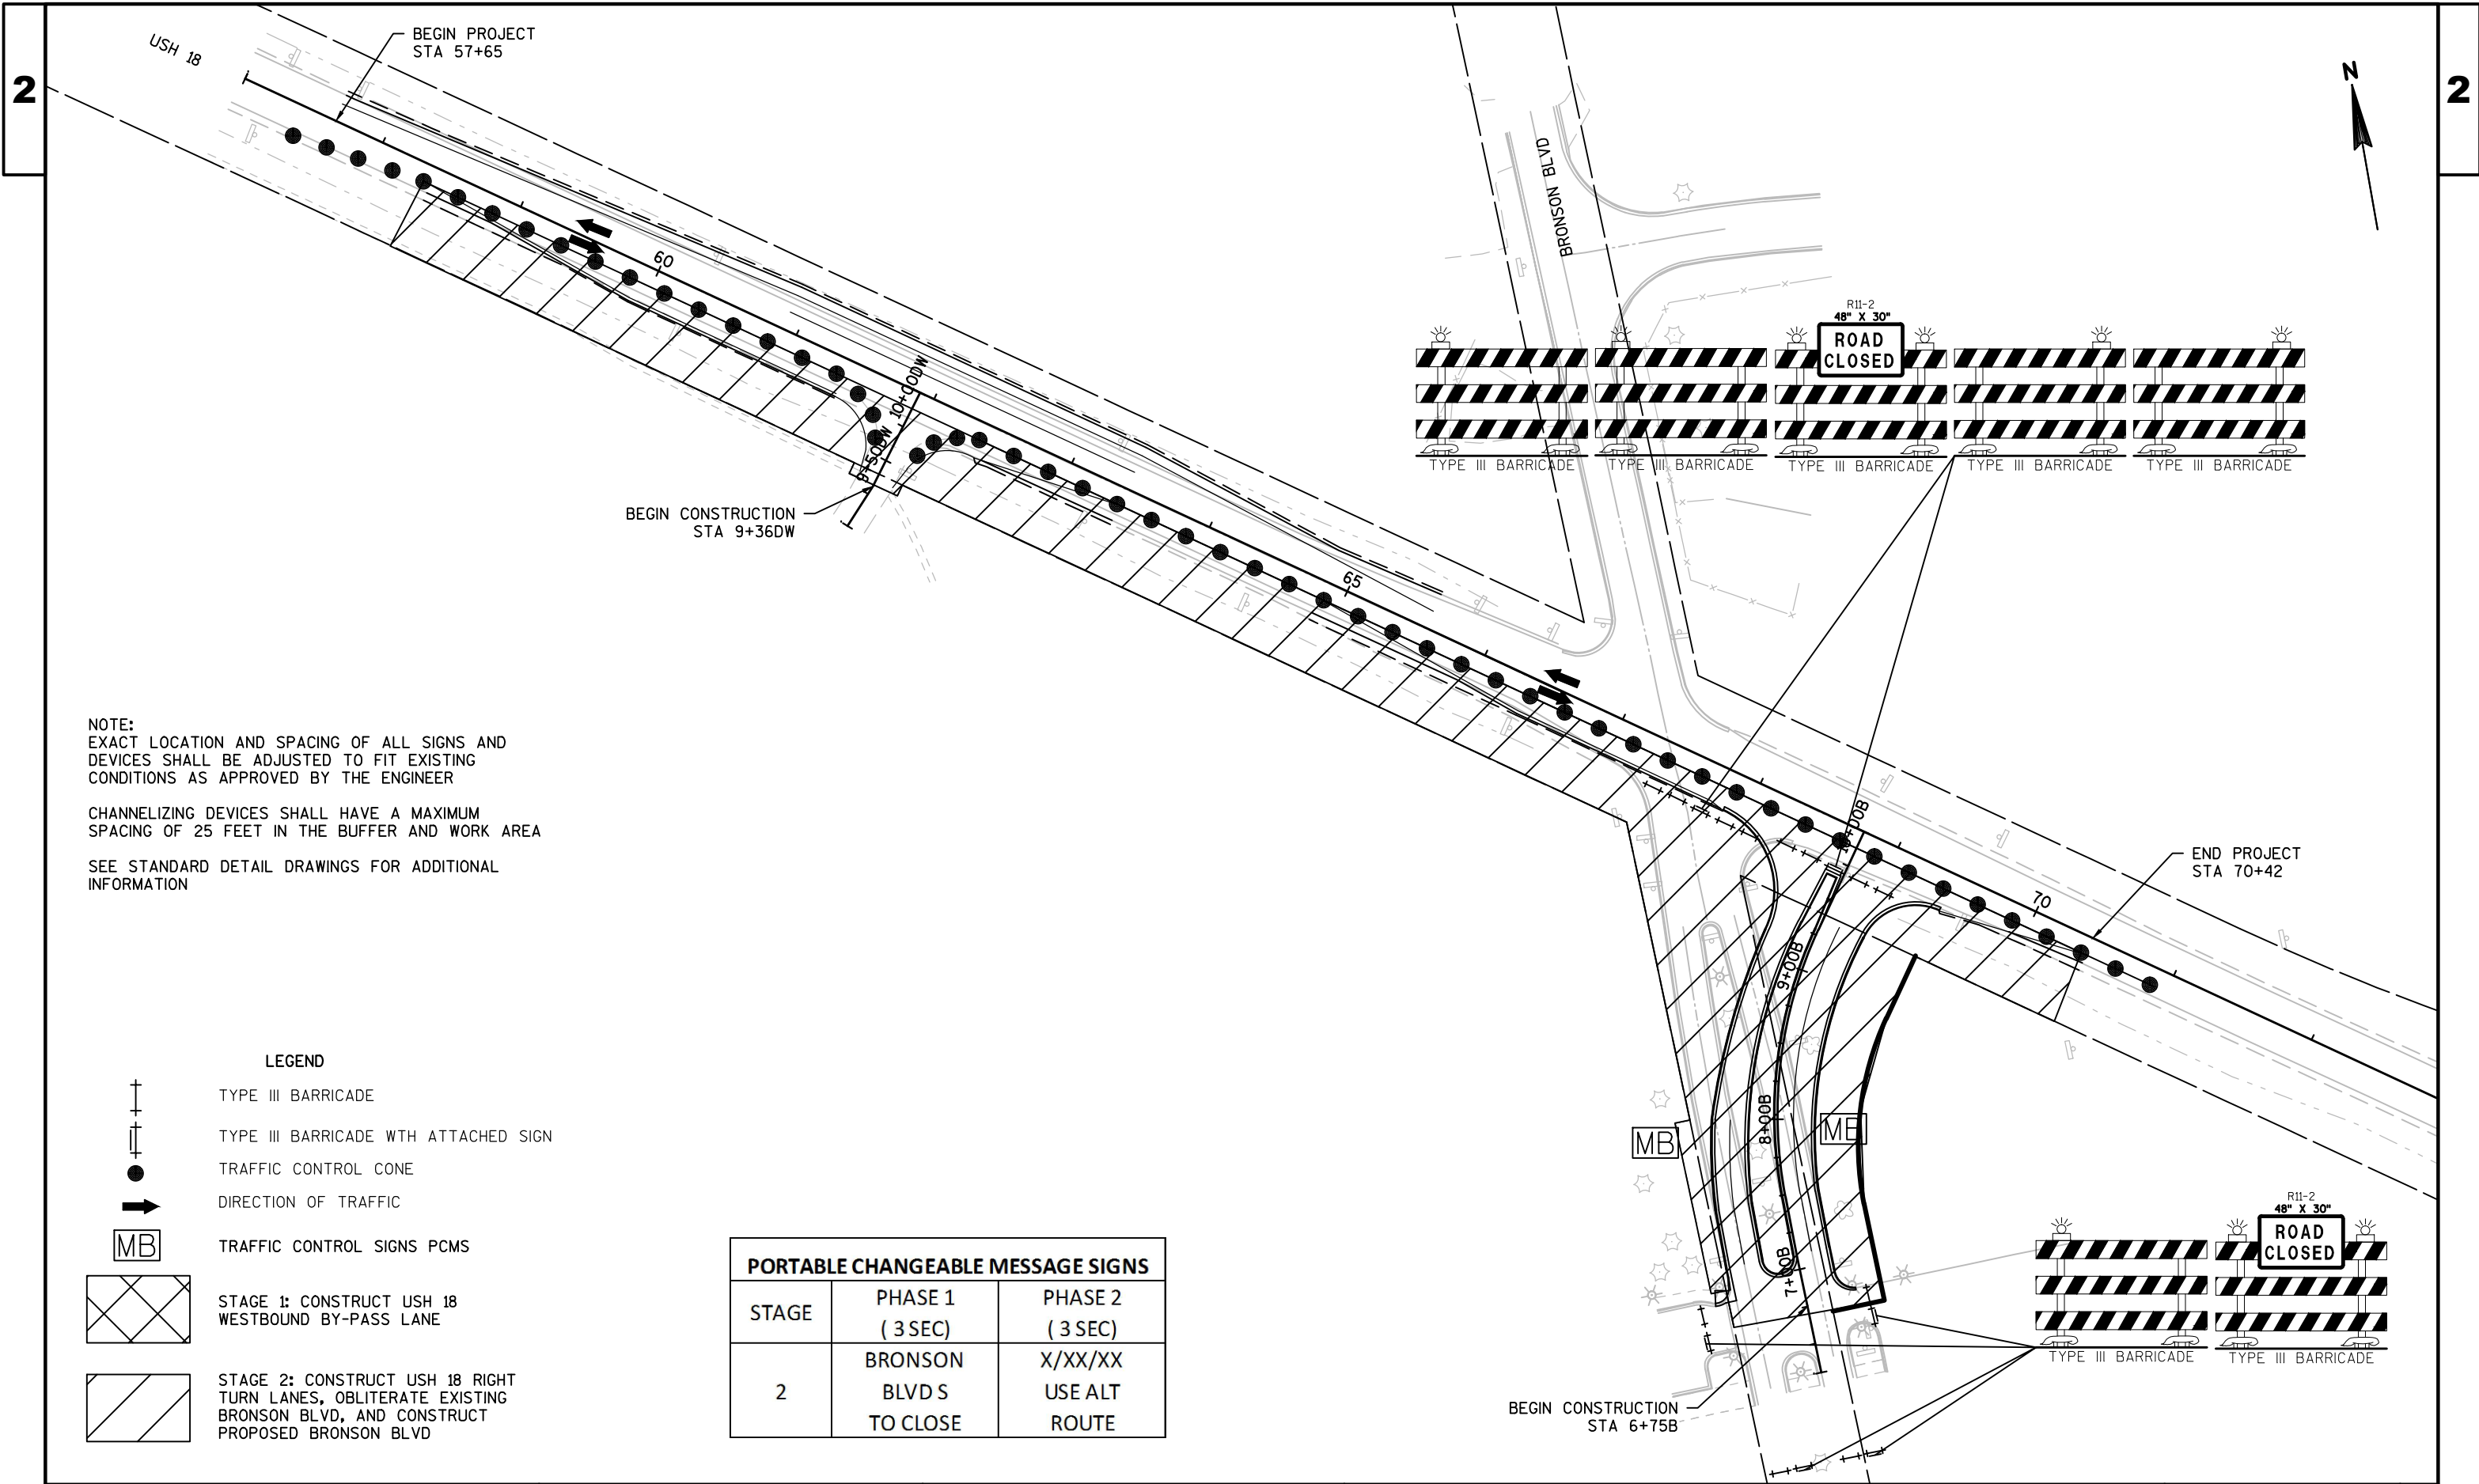 2
2
USH 18
BEGIN PROJECT
STA 57+65
N
BRONSON BLVD
60
R11-2
48" X 30"
ROAD
CLOSED
TYPE III BARRICADE
TYPE III BARRICADE
TYPE III BARRICADE
TYPE III BARRICADE
TYPE III BARRICADE
10+00DW
9+50DW
BEGIN CONSTRUCTION
STA 9+36DW
65
NOTE:
EXACT LOCATION AND SPACING OF ALL SIGNS AND
DEVICES SHALL BE ADJUSTED TO FIT EXISTING
CONDITIONS AS APPROVED BY THE ENGINEER
CHANNELIZING DEVICES SHALL HAVE A MAXIMUM
SPACING OF 25 FEET IN THE BUFFER AND WORK AREA
SEE STANDARD DETAIL DRAWINGS FOR ADDITIONAL
INFORMATION
END PROJECT
STA 70+42
70
9+00B
8+00B
7+00B
MB
MB
LEGEND
TYPE III BARRICADE
TYPE III BARRICADE WTH ATTACHED SIGN
TRAFFIC CONTROL CONE
DIRECTION OF TRAFFIC
MB
TRAFFIC CONTROL SIGNS PCMS
STAGE 1: CONSTRUCT USH 18
WESTBOUND BY-PASS LANE
STAGE 2: CONSTRUCT USH 18 RIGHT
TURN LANES, OBLITERATE EXISTING
BRONSON BLVD, AND CONSTRUCT
PROPOSED BRONSON BLVD
PORTABLE CHANGEABLE MESSAGE SIGNS
STAGE PHASE 1 PHASE 2
( 3 SEC) ( 3 SEC)
BRONSON X/XX/XX
2 BLVD S USE ALT
TO CLOSE ROUTE
R11-2
48" X 30"
ROAD
CLOSED
TYPE III BARRICADE
TYPE III BARRICADE
BEGIN CONSTRUCTION
STA 6+75B